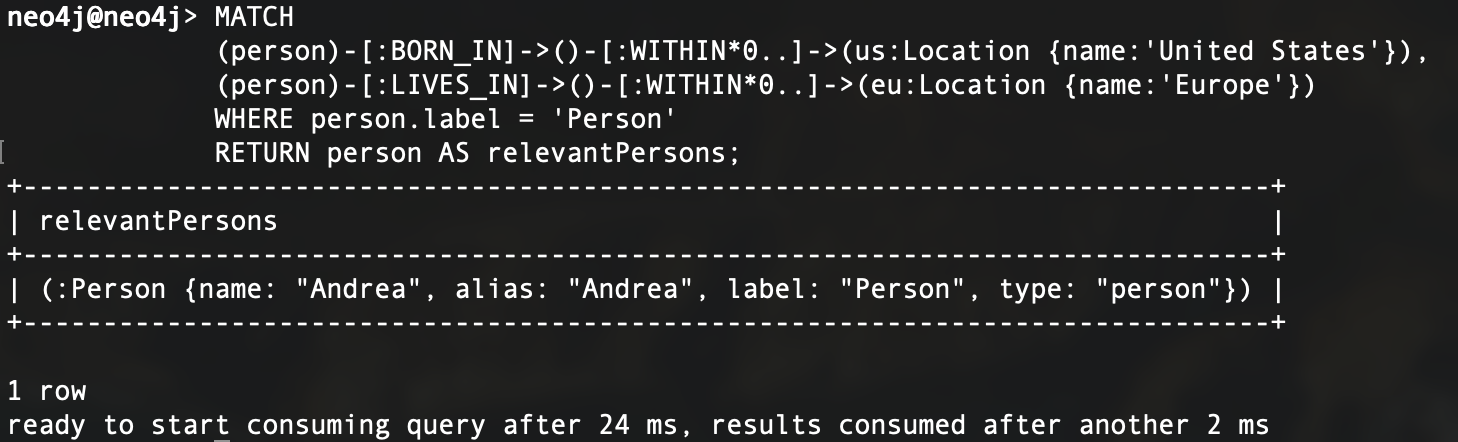 neo4j@neo4j> MATCH
(person)-[:BORN_IN]->()-[:WITHIN*0..]->(us:Location {name:'United States'}),
(person)-[:LIVES_IN]->()-[:WITHIN*0..]->(eu:Location {name:'Europe'})
WHERE person.label = 'Person'
RETURN person AS relevantPersons;
+------------------------------------------------------------------------------+
| relevantPersons                                                              |
+------------------------------------------------------------------------------+
| (:Person {name: "Andrea", alias: "Andrea", label: "Person", type: "person"}) |
+------------------------------------------------------------------------------+
1 row
ready to start consuming query after 24 ms, results consumed after another 2 ms